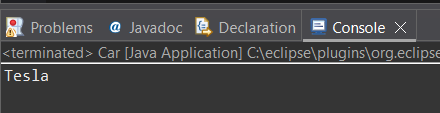 Problems @ Javadoc Declaration Console
<terminated> Car [Java Application] C:\eclipse\plugins\org.eclipse
Tesla